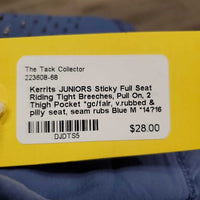 The Tack Collector
223608-68
Kerrits JUNIORS Sticky Full Seat
Riding Tight Breeches, Pull On, 2
Thigh Pocket *gc/fair, v.rubbed &
pilly seat, seam rubs Blue M *14?16
DJDTS5
$28.00